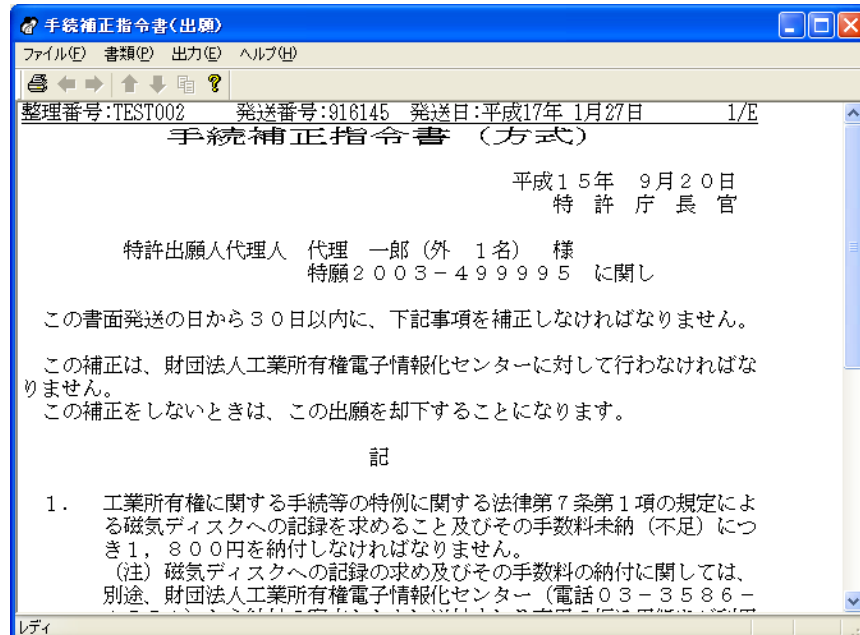 手続補正指令書(出願)
ファイル(F) 書類(P) 出力(E) ヘルプ(H)
整理番号:TEST002 発送番号:916145 発送日:平成17年 1月27日 1/E
手続補正指令書(方式)
平成15年 9月20日
特許庁長官
特許出願人代理人 代理 一郎(外 1名) 様
特願2003-499995 に関し
この書面発送の日から30日以内に、下記事項を補正しなければなりません。
この補正は、財団法人工業所有権電子情報化センターに対して行わなければな
りません。
この補正をしないときは、この出願を却下することになります。
記
1. 工業所有権に関する手続等の特例に関する法律第7条第1項の規定によ
る磁気ディスクへの記録を求めること及びその手数料未納(不足)につ
き1,800円を納付しなければなりません。
(注)磁気ディスクへの記録の求め及びその手数料の納付に関しては、
別途、財団法人工業所有権電子情報化センター(電話03-3586-
レディ